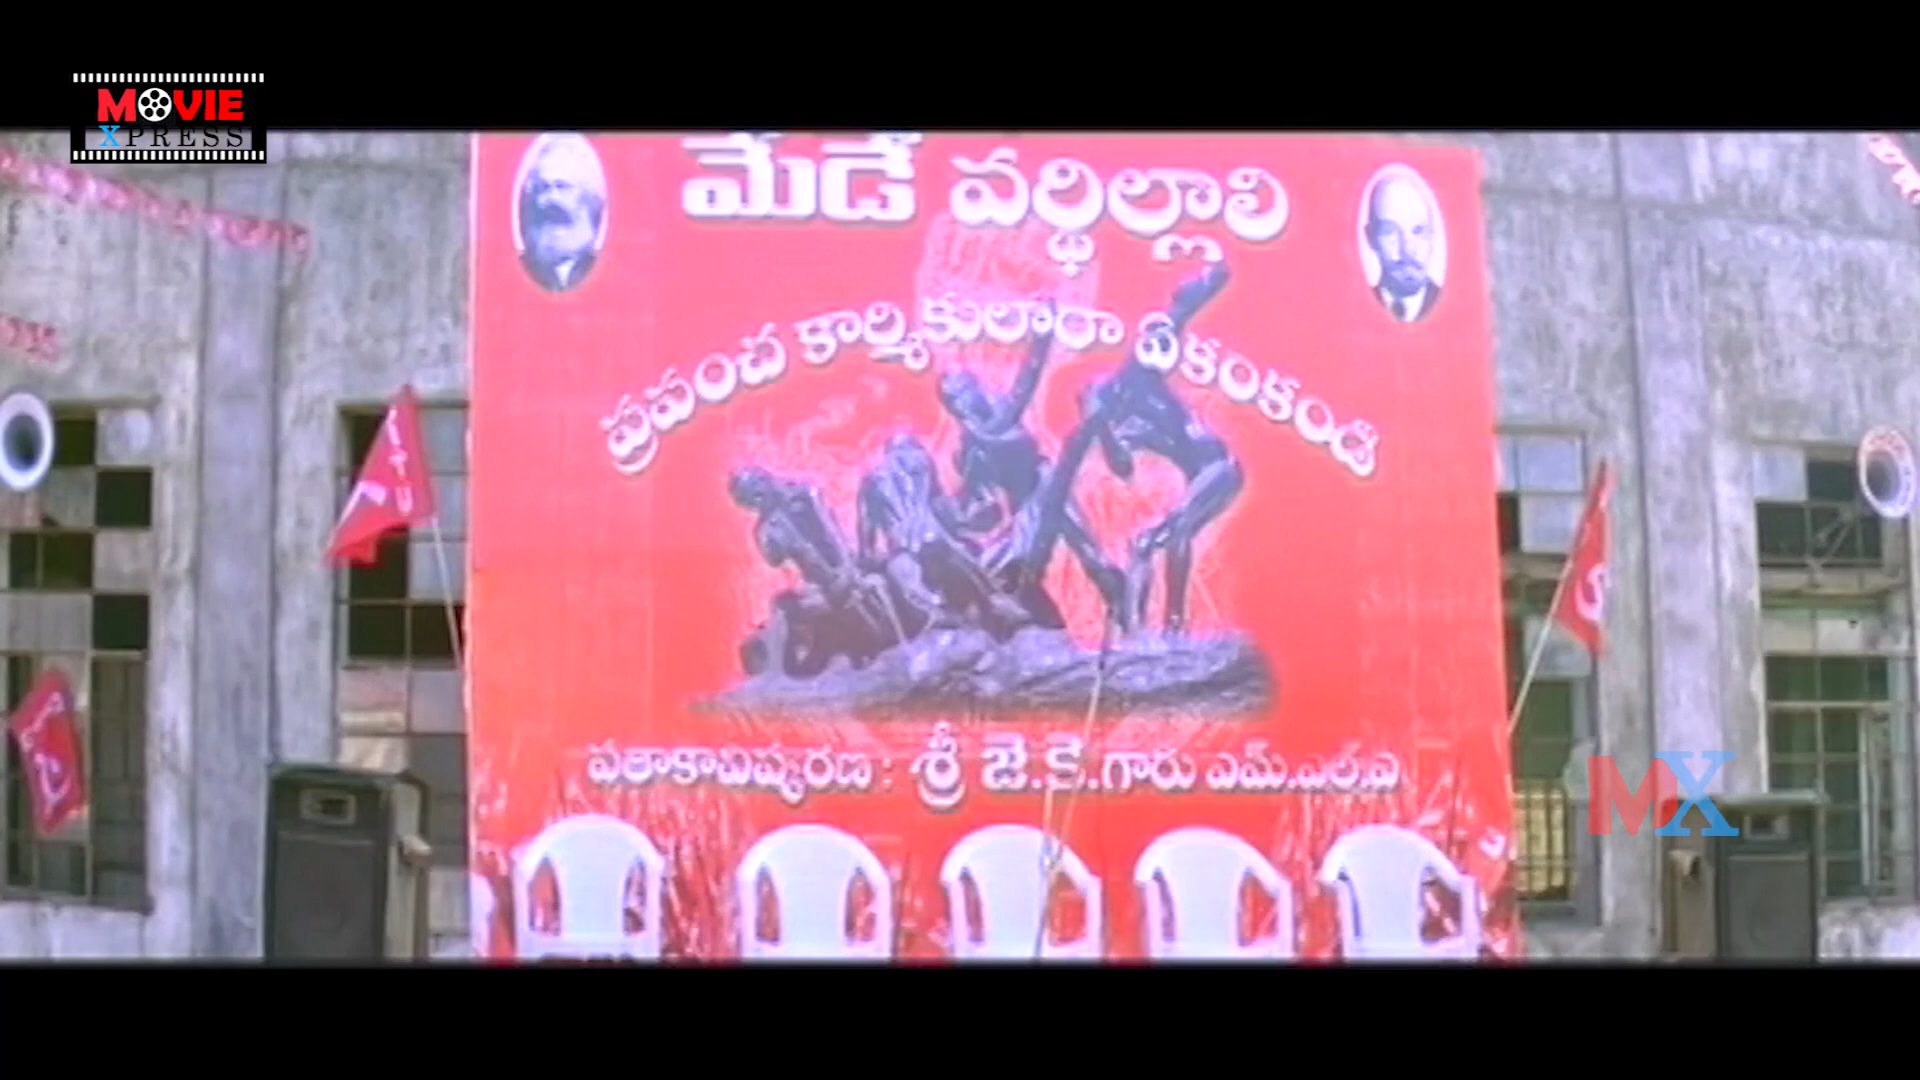 MOVIE
XPRESS
మేడే వర్ధిల్లాలి
ప్రపంచ కార్మికులారా ఏకంకండి
పతాకావిష్కరణ : శ్రీ జె.కె.గారు ఎమ్.ఎల్.ఏ
MX